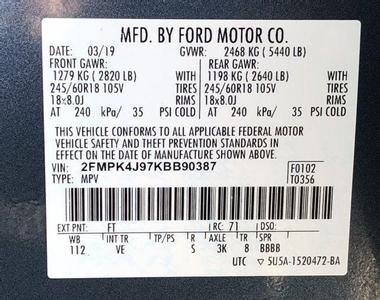 MFD. BY FORD MOTOR CO.
DATE: 03/19 GVWR: 2468 KG ( 5440 LB)
FRONT GAWR: REAR GAWR:
1279 KG ( 2820 LB) WITH 1198 KG ( 2640 LB) WITH
245/60R18 105V TIRES 245/60R18 105V TIRES
18x8.0J RIMS 18x8.0J RIMS
AT 240 kPa/ 35 PSI COLD AT 240 kPa/ 35 PSI COLD
THIS VEHICLE CONFORMS TO ALL APPLICABLE FEDERAL MOTOR
VEHICLE SAFETY AND THEFT PREVENTION STANDARDS IN EFFECT
ON THE DATE OF MANUFACTURE SHOWN ABOVE.
VIN: 2FMPK4J97KBB90387 F0102
TYPE: MPV T0356
EXT PNT: FT RC: 71 DSO:
WB INT TR TP/PS R AXLE TR SPR
112 VE S 3K 8 BBBB
UTC 5U5A-1520472-BA